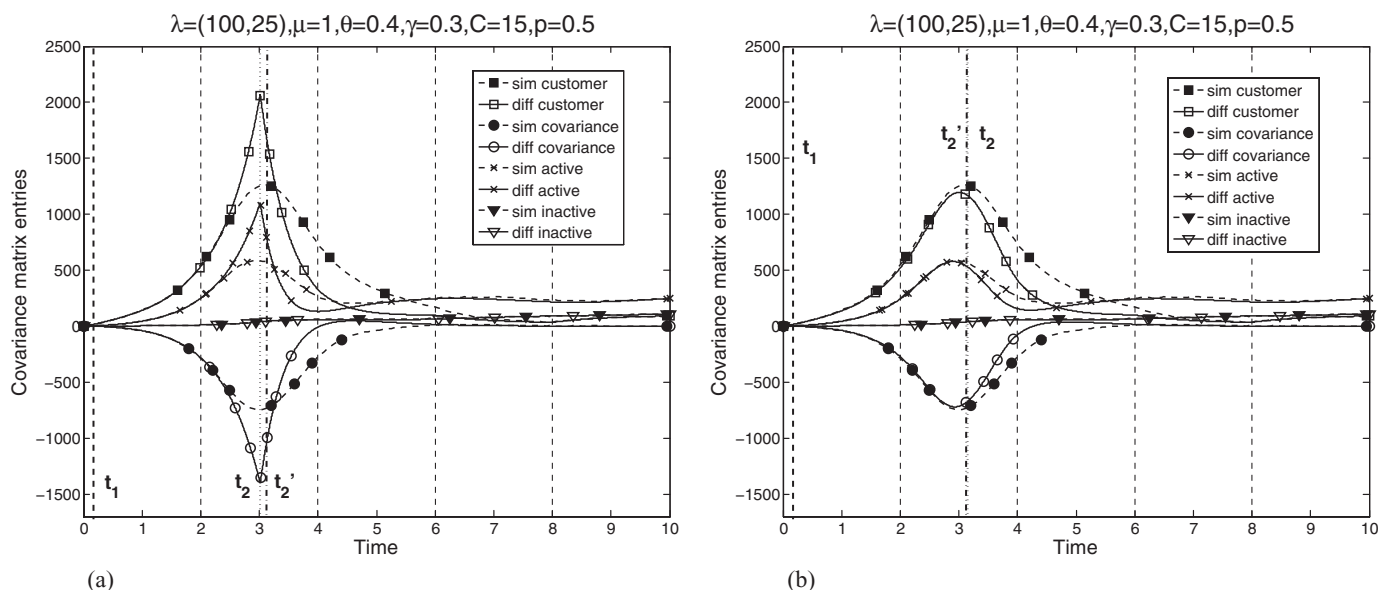 λ=(100,25),μ=1,θ=0.4,γ=0.3,C=15,p=0.5
2500
2000
1500
1000
500
0
−500
−1000
−1500
Covariance matrix entries
sim customer
diff customer
sim covariance
diff covariance
sim active
diff active
sim inactive
diff inactive
t1
t2
t2'
0 1 2 3 4 5 6 7 8 9 10
Time
(a)
λ=(100,25),μ=1,θ=0.4,γ=0.3,C=15,p=0.5
2500
2000
1500
1000
500
0
−500
−1000
−1500
Covariance matrix entries
sim customer
diff customer
sim covariance
diff covariance
sim active
diff active
sim inactive
diff inactive
t2'
t2
t1
0 1 2 3 4 5 6 7 8 9 10
Time
(b)